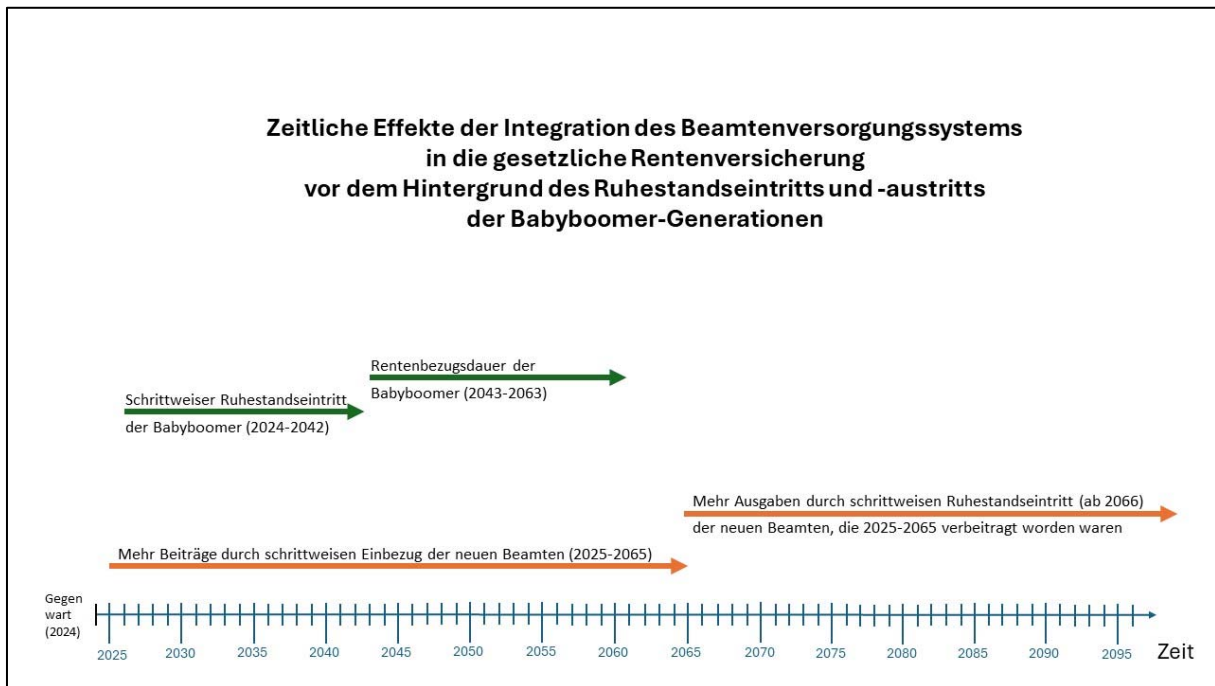 Zeitliche Effekte der Integration des Beamtenversorgungssystems
in die gesetzliche Rentenversicherung
vor dem Hintergrund des Ruhestandseintritts und -austritts
der Babyboomer-Generationen
Rentenbezugsdauer der
Babyboomer (2043-2063)
Schrittweiser Ruhestandseintritt
der Babyboomer (2024-2042)
Mehr Ausgaben durch schrittweisen Ruhestandseintritt (ab 2066)
der neuen Beamten, die 2025-2065 verbeitragt worden waren
Mehr Beiträge durch schrittweisen Einbezug der neuen Beamten (2025-2065)
Gegen
wart
(2024)
2025 2030 2035 2040 2045 2050 2055 2060 2065 2070 2075 2080 2085 2090 2095 Zeit